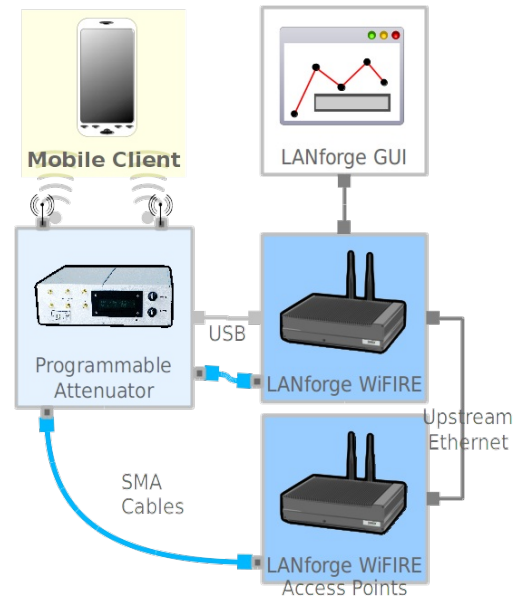 Mobile Client
LANforge GUI
Programmable
Attenuator
USB
LANforge WiFIRE
Upstream
Ethernet
SMA
Cables
LANforge WiFIRE
Access Points